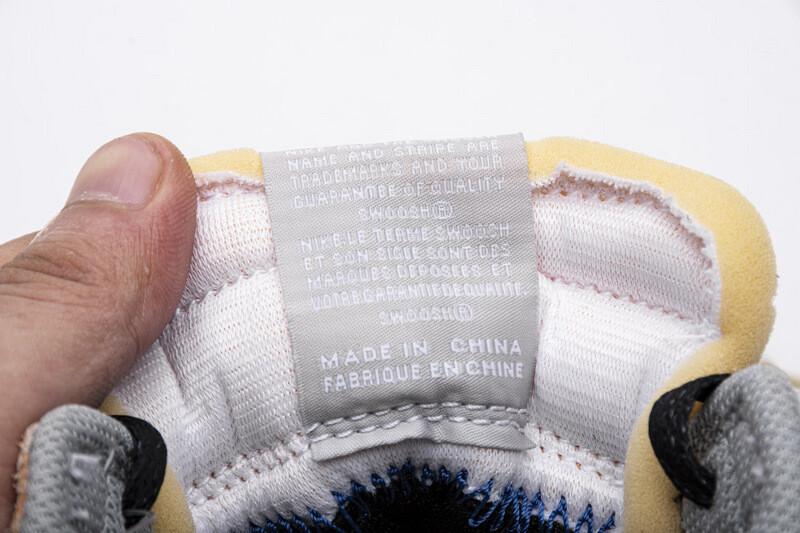 NAME AND STRIPE ARE
TRADEMARKS AND YOUR
GUARANTEE OF QUALITY
SWOOSH®
NIKE-LE TERME SWOOSH
ET SON SIGLE SONT DES
MARQUES DEPOSEES ET
VOTRE GARANTIE DE QUALITE.
SWOOSH®
MADE IN CHINA
FABRIQUE EN CHINE